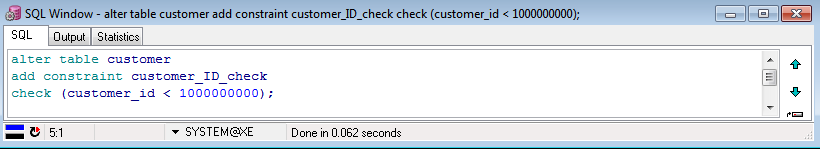 SQL Window - alter table customer add constraint customer_ID_check check (customer_id < 1000000000);
SQL Output Statistics
alter table customer
add constraint customer_ID_check
check (customer_id < 1000000000);
5:1 SYSTEM@XE Done in 0.062 seconds